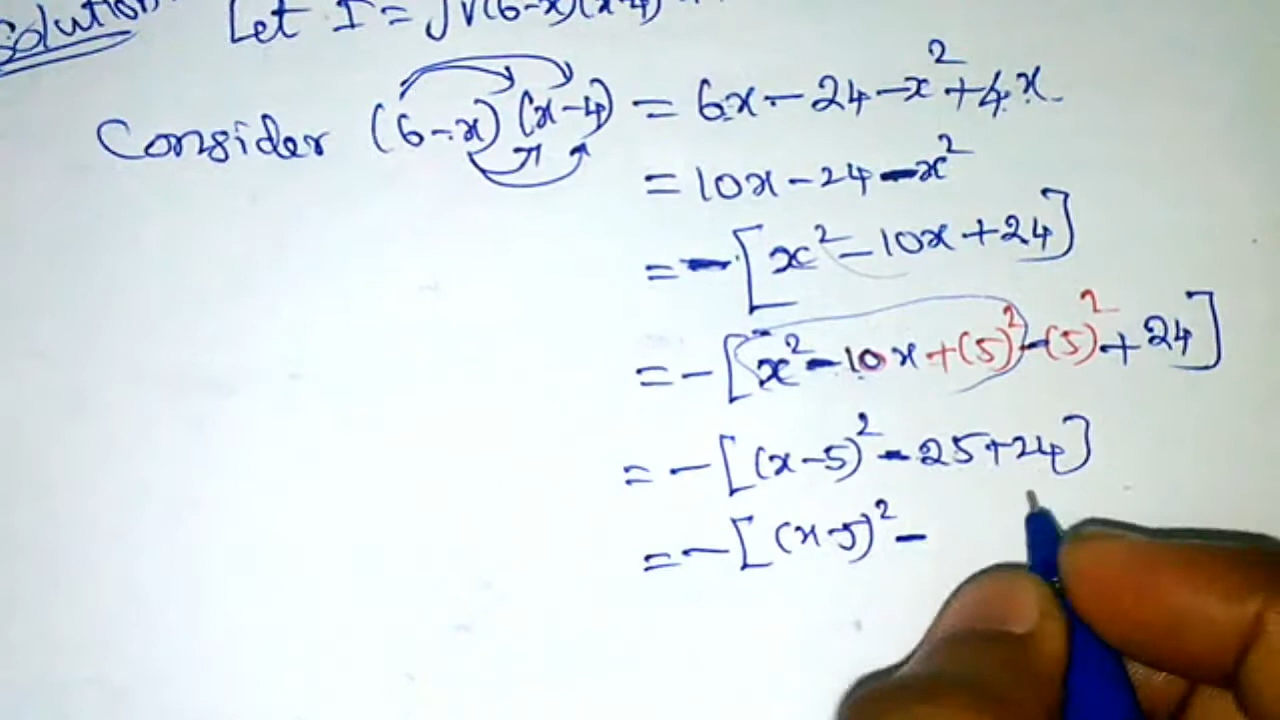 Solution:
Let I = ∫√(6-x)(x-4)
Consider (6-x)(x-4) = 6x - 24 - x² + 4x
= 10x - 24 - x²
= -[x² - 10x + 24]
= -[x² - 10x + (5)² - (5)² + 24]
= -[(x-5)² - 25 + 24]
= -[(x-5)² -